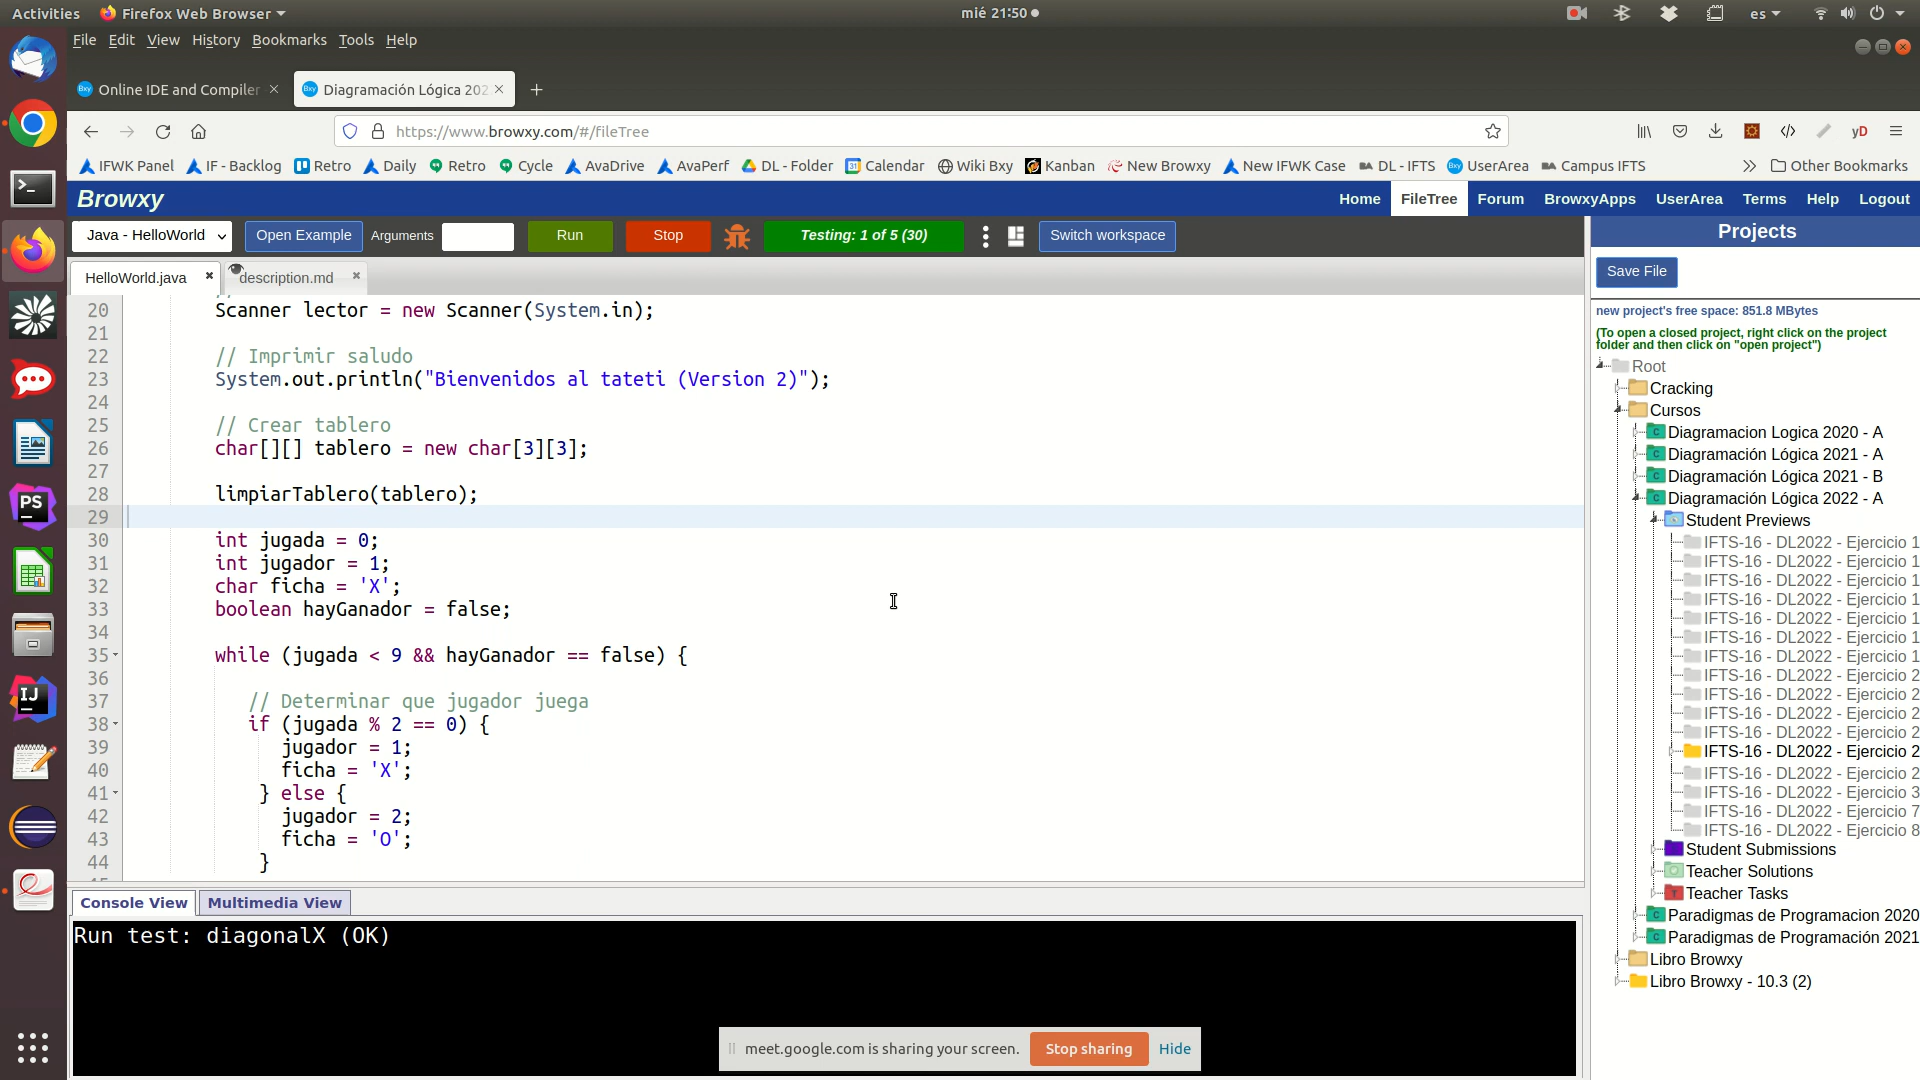 Activities Firefox Web Browser mié 21:50 es
File Edit View History Bookmarks Tools Help
Online IDE and Compiler Diagramación Lógica 202
https://www.browxy.com/#/fileTree yD
IFWK Panel IF - Backlog Retro Daily Retro Cycle AvaDrive AvaPerf DL - Folder Calendar Wiki Bxy Kanban New Browxy New IFWK Case DL - IFTS UserArea Campus IFTS Other Bookmarks
Browxy Home FileTree Forum BrowxyApps UserArea Terms Help Logout
Java - HelloWorld Open Example Arguments Run Stop Testing: 1 of 5 (30) Switch workspace
HelloWorld.java description.md
20 Scanner lector = new Scanner(System.in);
21
22 // Imprimir saludo
23 System.out.println("Bienvenidos al tateti (Version 2)");
24
25 // Crear tablero
26 char[][] tablero = new char[3][3];
27
28 limpiarTablero(tablero);
29
30 int jugada = 0;
31 int jugador = 1;
32 char ficha = 'X';
33 boolean hayGanador = false;
34
35 while (jugada < 9 && hayGanador == false) {
36
37 // Determinar que jugador juega
38 if (jugada % 2 == 0) {
39 jugador = 1;
40 ficha = 'X';
41 } else {
42 jugador = 2;
43 ficha = 'O';
44 }
Console View Multimedia View
Run test: diagonalX (OK)
meet.google.com is sharing your screen. Stop sharing Hide
Projects
Save File
new project's free space: 851.8 MBytes
(To open a closed project, right click on the project
folder and then click on "open project")
Root
Cracking
Cursos
Diagramacion Logica 2020 - A
Diagramación Lógica 2021 - A
Diagramación Lógica 2021 - B
Diagramación Lógica 2022 - A
Student Previews
IFTS-16 - DL2022 - Ejercicio 1
IFTS-16 - DL2022 - Ejercicio 1
IFTS-16 - DL2022 - Ejercicio 1
IFTS-16 - DL2022 - Ejercicio 1
IFTS-16 - DL2022 - Ejercicio 1
IFTS-16 - DL2022 - Ejercicio 1
IFTS-16 - DL2022 - Ejercicio 1
IFTS-16 - DL2022 - Ejercicio 2
IFTS-16 - DL2022 - Ejercicio 2
IFTS-16 - DL2022 - Ejercicio 2
IFTS-16 - DL2022 - Ejercicio 2
IFTS-16 - DL2022 - Ejercicio 2
IFTS-16 - DL2022 - Ejercicio 2
IFTS-16 - DL2022 - Ejercicio 3
IFTS-16 - DL2022 - Ejercicio 7
IFTS-16 - DL2022 - Ejercicio 8
Student Submissions
Teacher Solutions
Teacher Tasks
Paradigmas de Programacion 2020
Paradigmas de Programación 2021
Libro Browxy
Libro Browxy - 10.3 (2)